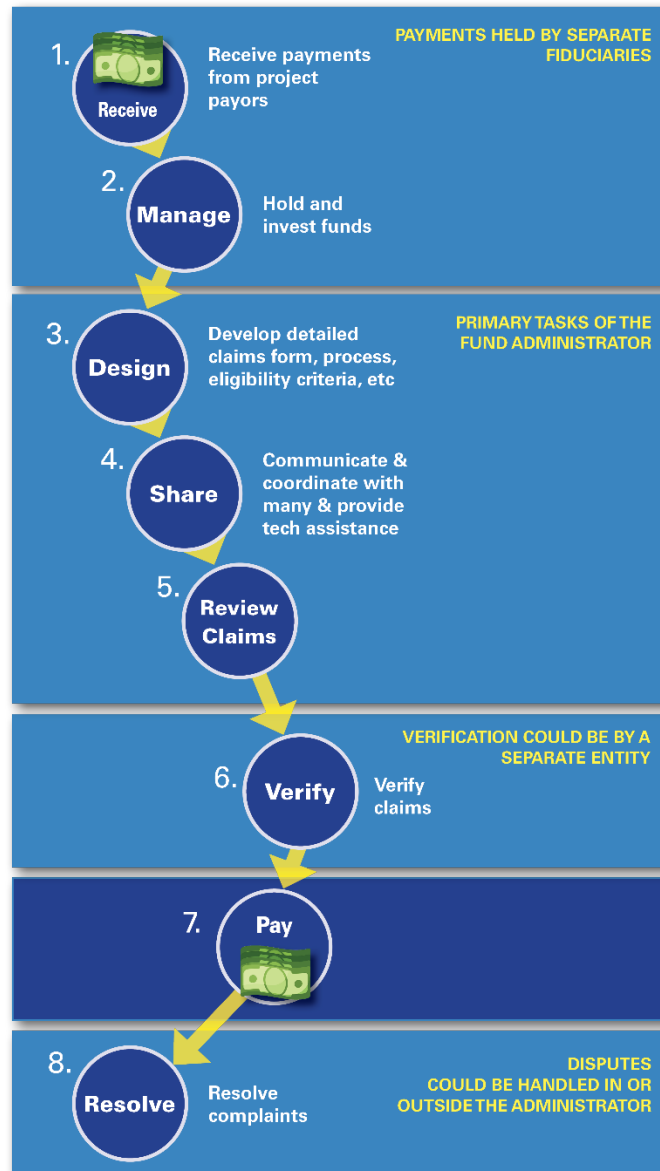 PAYMENTS HELD BY SEPARATE
FIDUCIARIES
1.
Receive
Receive payments
from project
payors
2.
Manage
Hold and
invest funds
PRIMARY TASKS OF THE
FUND ADMINISTRATOR
3.
Design
Develop detailed
claims form, process,
eligibility criteria, etc
4.
Share
Communicate &
coordinate with
many & provide
tech assistance
5.
Review
Claims
VERIFICATION COULD BE BY A
SEPARATE ENTITY
6.
Verify
Verify
claims
7.
Pay
DISPUTES
COULD BE HANDLED IN OR
OUTSIDE THE ADMINISTRATOR
8.
Resolve
Resolve
complaints